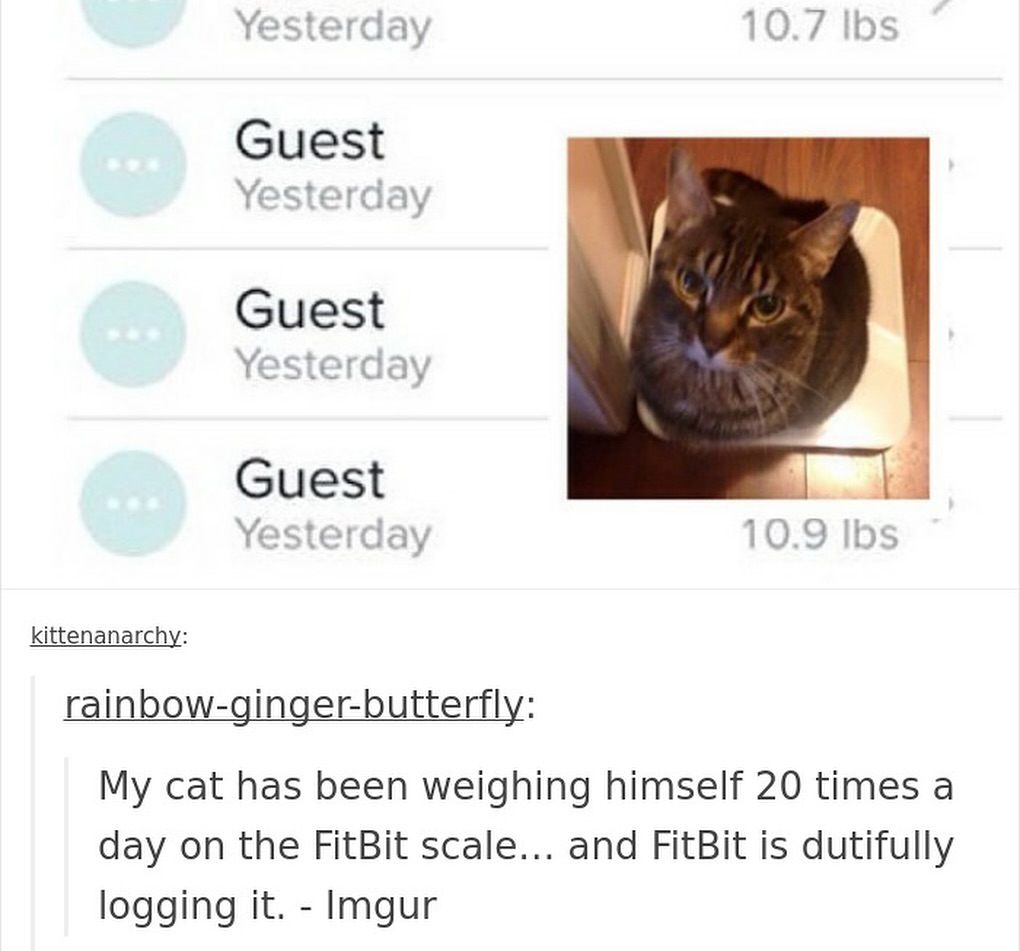 Yesterday 10.7 lbs
Guest
Yesterday
Guest
Yesterday
Guest
Yesterday 10.9 lbs
kittenanarchy:
rainbow-ginger-butterfly:
My cat has been weighing himself 20 times a
day on the FitBit scale... and FitBit is dutifully
logging it. - Imgur